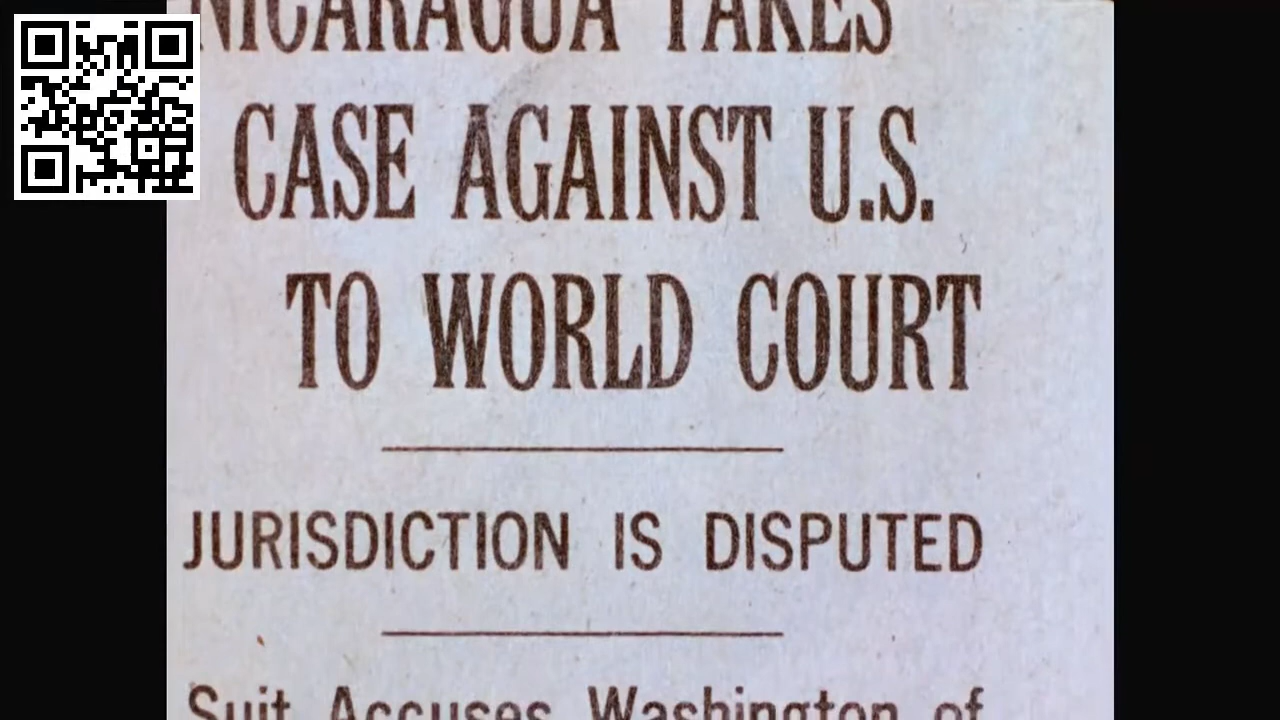 NICARAGUA TAKES
CASE AGAINST U.S.
TO WORLD COURT
JURISDICTION IS DISPUTED
Suit Accuses Washington of